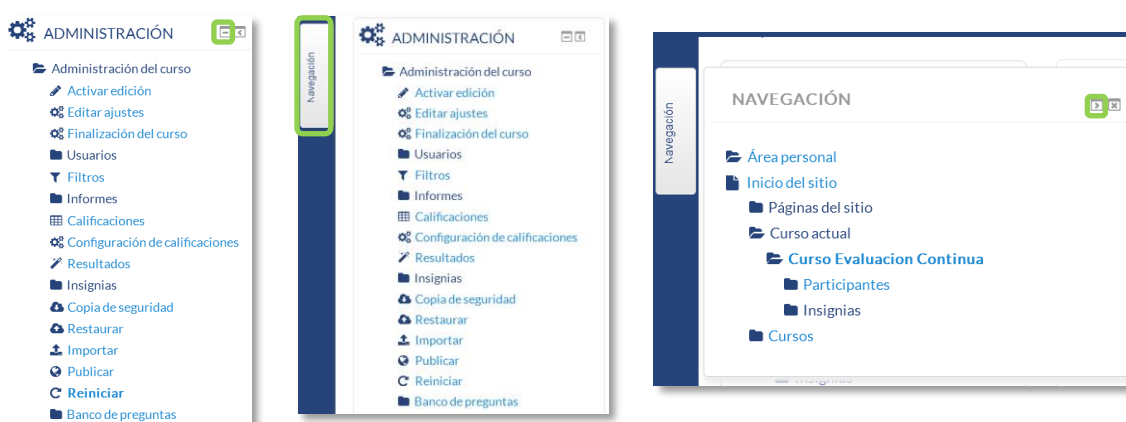 ADMINISTRACIÓN
Administración del curso
Activar edición
Editar ajustes
Finalización del curso
Usuarios
Filtros
Informes
Calificaciones
Configuración de calificaciones
Resultados
Insignias
Copia de seguridad
Restaurar
Importar
Publicar
Reiniciar
Banco de preguntas
Navegación
ADMINISTRACIÓN
Administración del curso
Activar edición
Editar ajustes
Finalización del curso
Usuarios
Filtros
Informes
Calificaciones
Configuración de calificaciones
Resultados
Insignias
Copia de seguridad
Restaurar
Importar
Publicar
Reiniciar
Banco de preguntas
Navegación
NAVEGACIÓN
Área personal
Inicio del sitio
Páginas del sitio
Curso actual
Curso Evaluacion Continua
Participantes
Insignias
Cursos